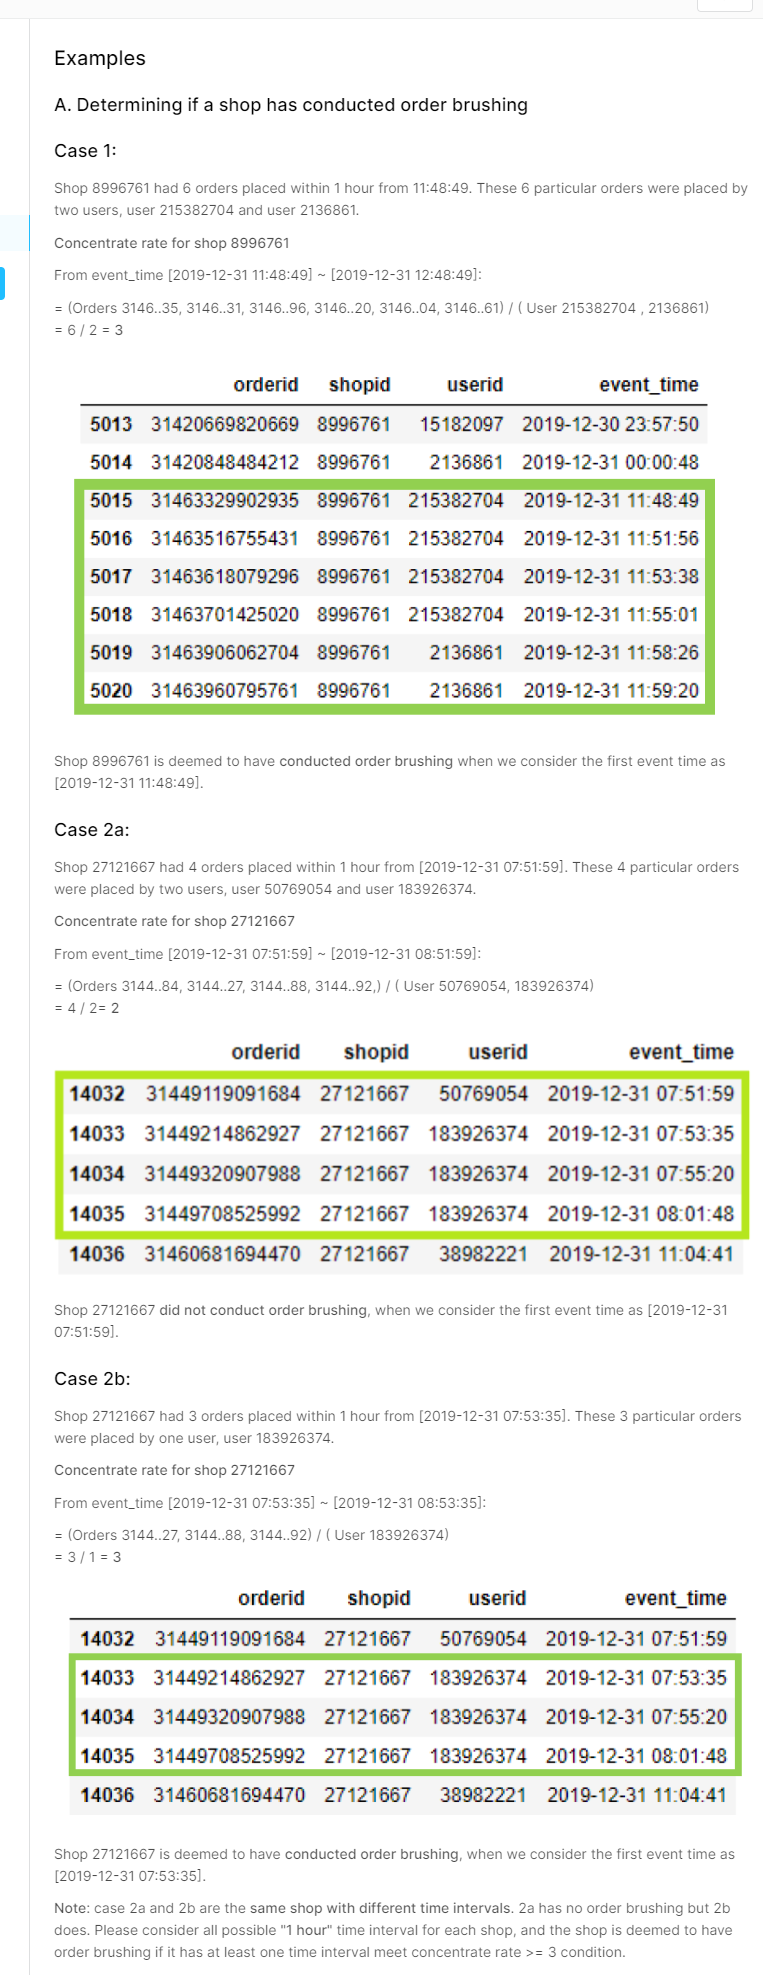 Examples
A. Determining if a shop has conducted order brushing
Case 1:
Shop 8996761 had 6 orders placed within 1 hour from 11:48:49. These 6 particular orders were placed by
two users, user 215382704 and user 2136861.
Concentrate rate for shop 8996761
From event_time [2019-12-31 11:48:49] ~ [2019-12-31 12:48:49]:
= (Orders 3146..35, 3146..31, 3146..96, 3146..20, 3146..04, 3146..61) / ( User 215382704 , 2136861)
= 6 / 2 = 3
orderid shopid userid event_time
5013 31420669820669 8996761 15182097 2019-12-30 23:57:50
5014 31420848484212 8996761 2136861 2019-12-31 00:00:48
5015 31463329902935 8996761 215382704 2019-12-31 11:48:49
5016 31463516755431 8996761 215382704 2019-12-31 11:51:56
5017 31463618079296 8996761 215382704 2019-12-31 11:53:38
5018 31463701425020 8996761 215382704 2019-12-31 11:55:01
5019 31463906062704 8996761 2136861 2019-12-31 11:58:26
5020 31463960795761 8996761 2136861 2019-12-31 11:59:20
Shop 8996761 is deemed to have conducted order brushing when we consider the first event time as
[2019-12-31 11:48:49].
Case 2a:
Shop 27121667 had 4 orders placed within 1 hour from [2019-12-31 07:51:59]. These 4 particular orders
were placed by two users, user 50769054 and user 183926374.
Concentrate rate for shop 27121667
From event_time [2019-12-31 07:51:59] ~ [2019-12-31 08:51:59]:
= (Orders 3144..84, 3144..27, 3144..88, 3144..92,) / ( User 50769054, 183926374)
= 4 / 2= 2
orderid shopid userid event_time
14032 31449119091684 27121667 50769054 2019-12-31 07:51:59
14033 31449214862927 27121667 183926374 2019-12-31 07:53:35
14034 31449320907988 27121667 183926374 2019-12-31 07:55:20
14035 31449708525992 27121667 183926374 2019-12-31 08:01:48
14036 31460681694470 27121667 38982221 2019-12-31 11:04:41
Shop 27121667 did not conduct order brushing, when we consider the first event time as [2019-12-31
07:51:59].
Case 2b:
Shop 27121667 had 3 orders placed within 1 hour from [2019-12-31 07:53:35]. These 3 particular orders
were placed by one user, user 183926374.
Concentrate rate for shop 27121667
From event_time [2019-12-31 07:53:35] ~ [2019-12-31 08:53:35]:
= (Orders 3144..27, 3144..88, 3144..92) / ( User 183926374)
= 3 / 1 = 3
orderid shopid userid event_time
14032 31449119091684 27121667 50769054 2019-12-31 07:51:59
14033 31449214862927 27121667 183926374 2019-12-31 07:53:35
14034 31449320907988 27121667 183926374 2019-12-31 07:55:20
14035 31449708525992 27121667 183926374 2019-12-31 08:01:48
14036 31460681694470 27121667 38982221 2019-12-31 11:04:41
Shop 27121667 is deemed to have conducted order brushing, when we consider the first event time as
[2019-12-31 07:53:35].
Note: case 2a and 2b are the same shop with different time intervals. 2a has no order brushing but 2b
does. Please consider all possible "1 hour" time interval for each shop, and the shop is deemed to have
order brushing if it has at least one time interval meet concentrate rate >= 3 condition.